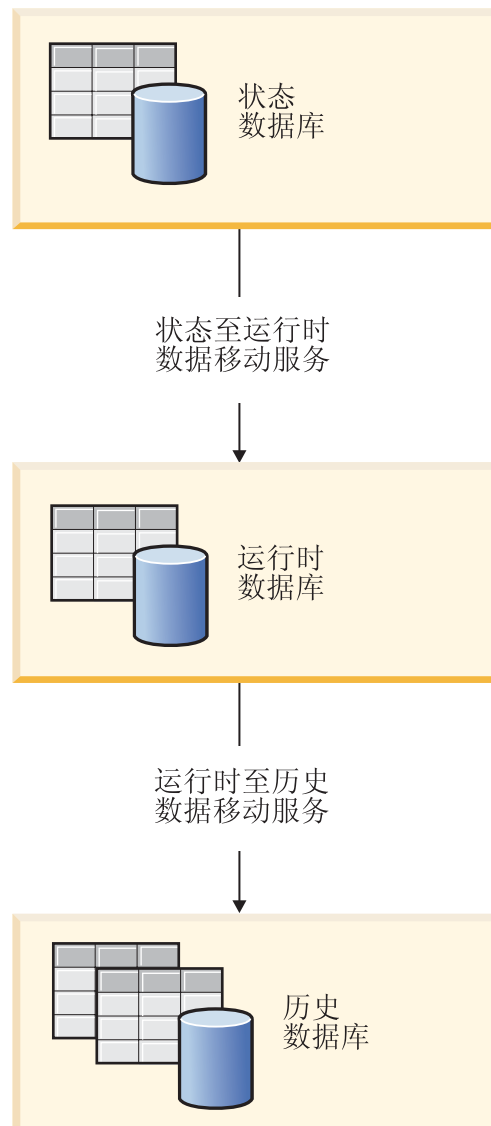 状态
数据库
状态至运行时
数据移动服务
运行时
数据库
运行时至历史
数据移动服务
历史
数据库